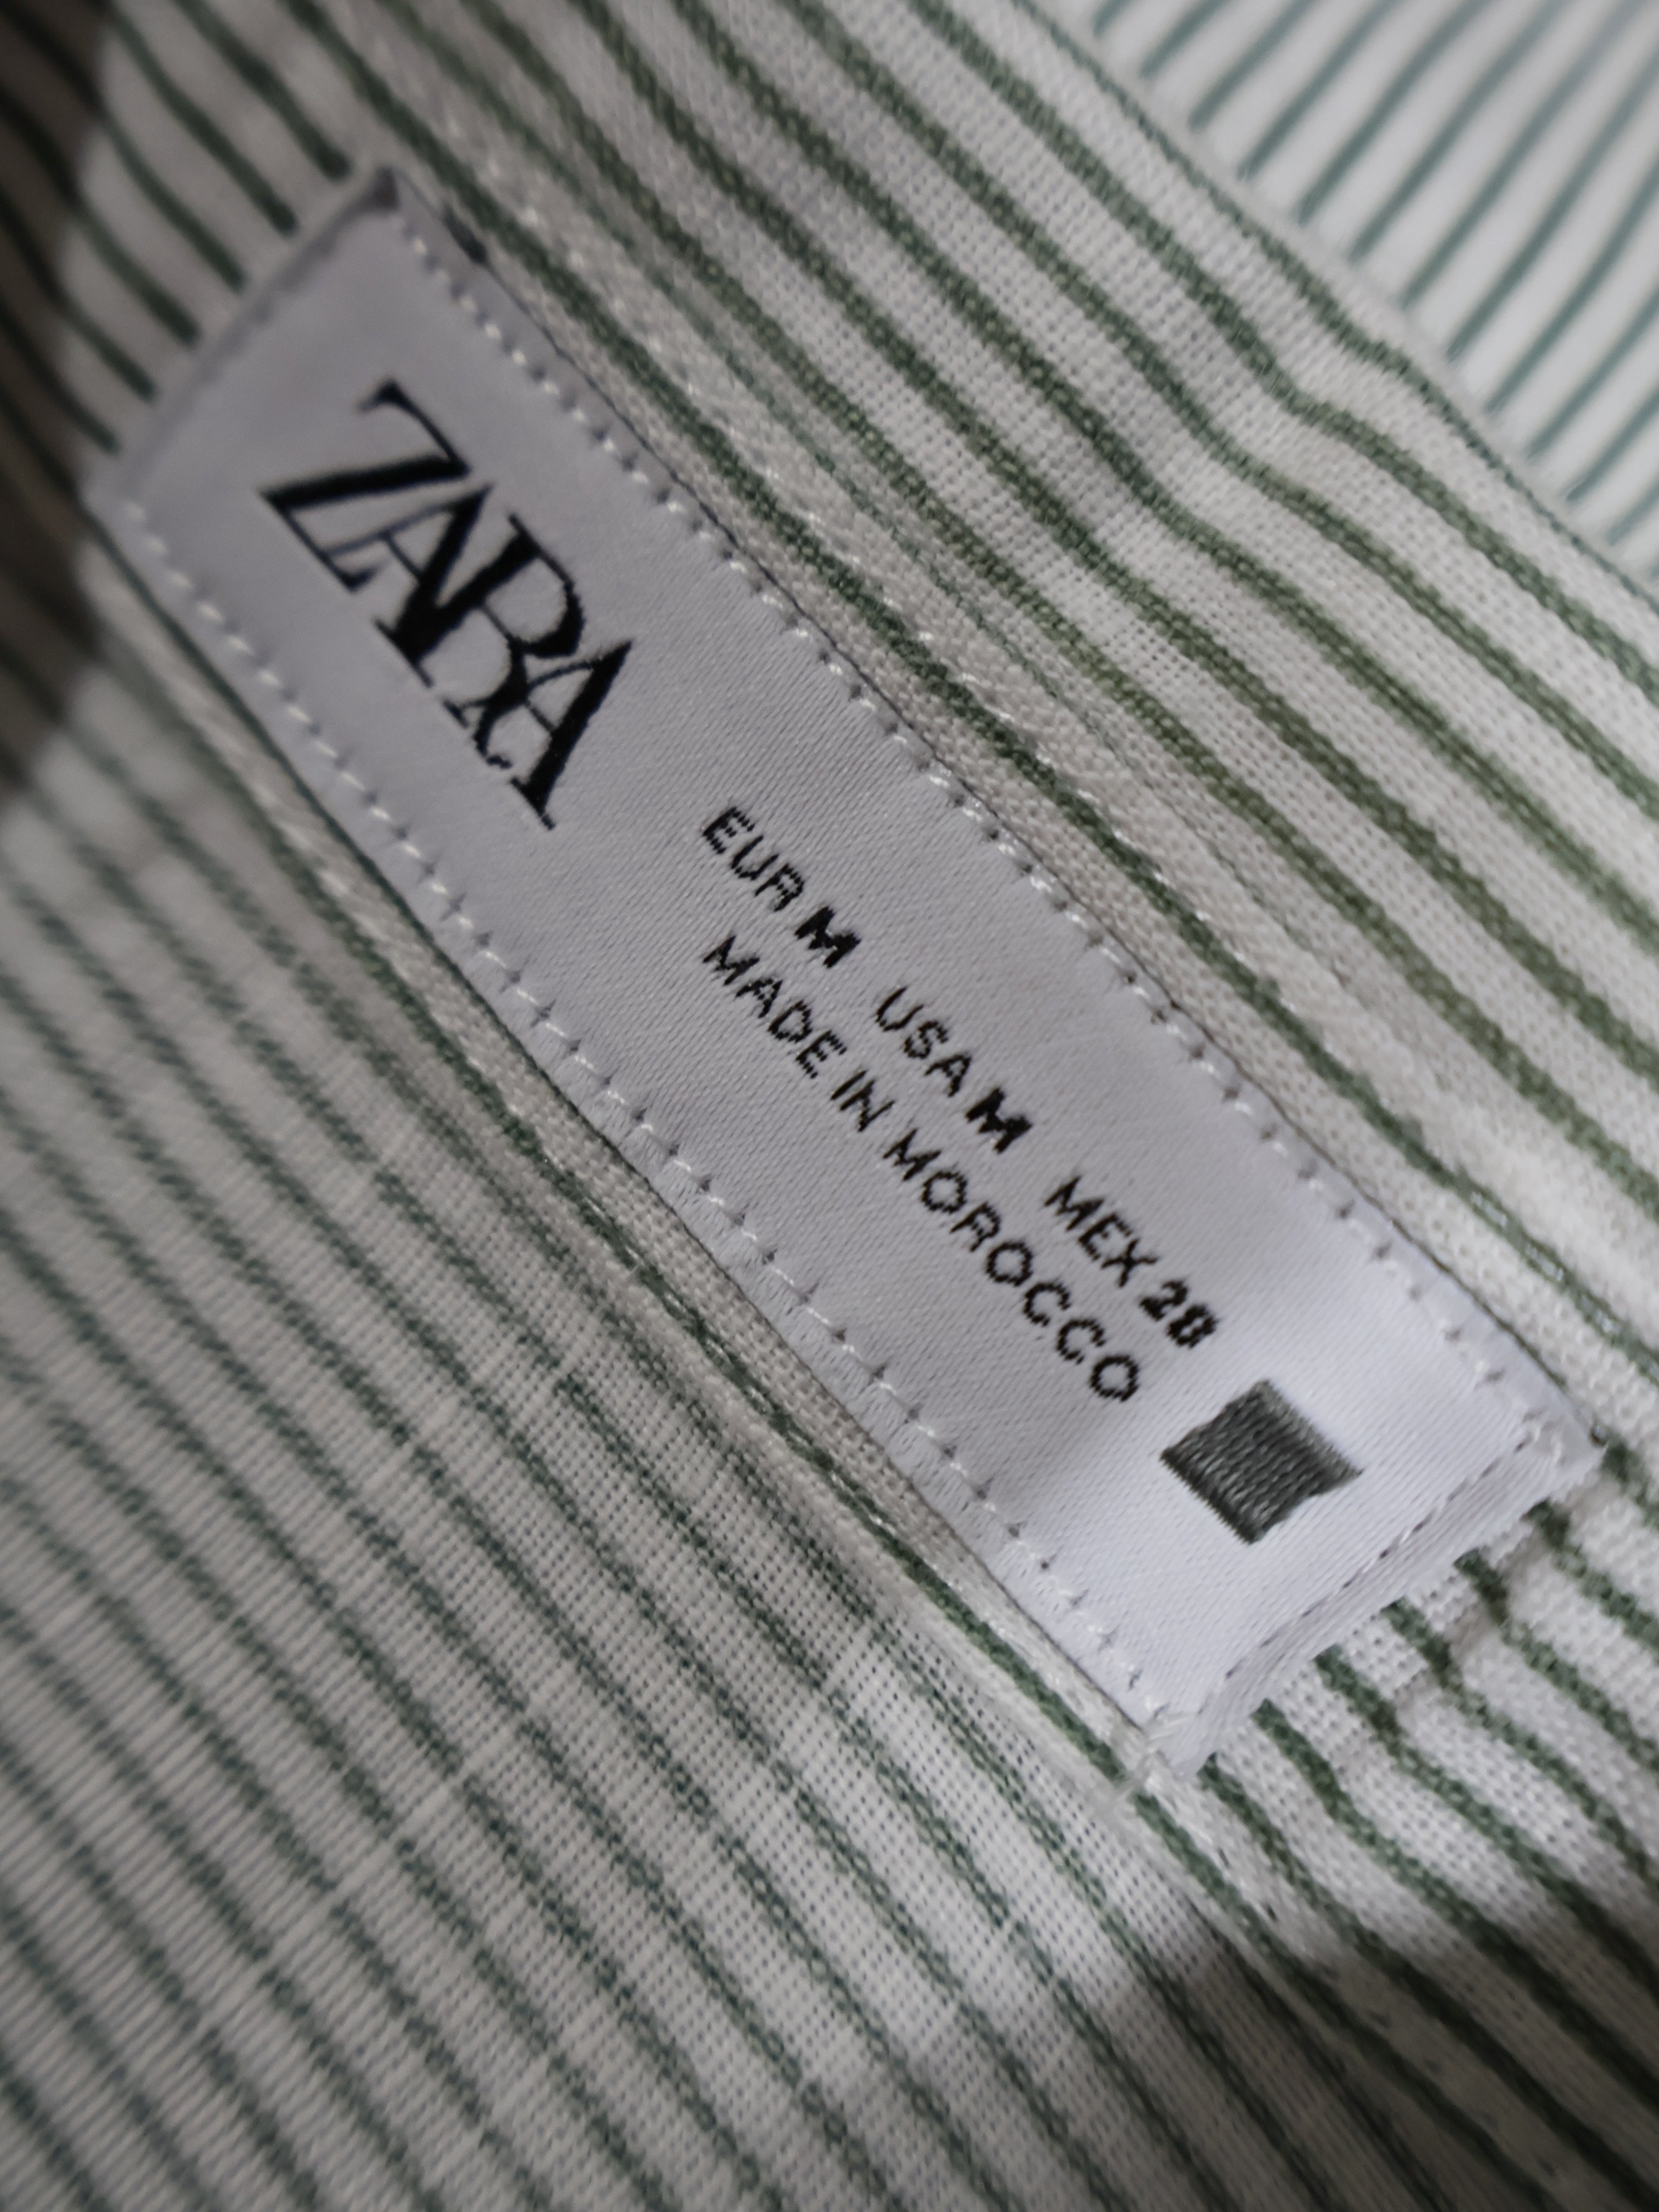 ZARA
EUR M USA M MEX 28
MADE IN MOROCCO